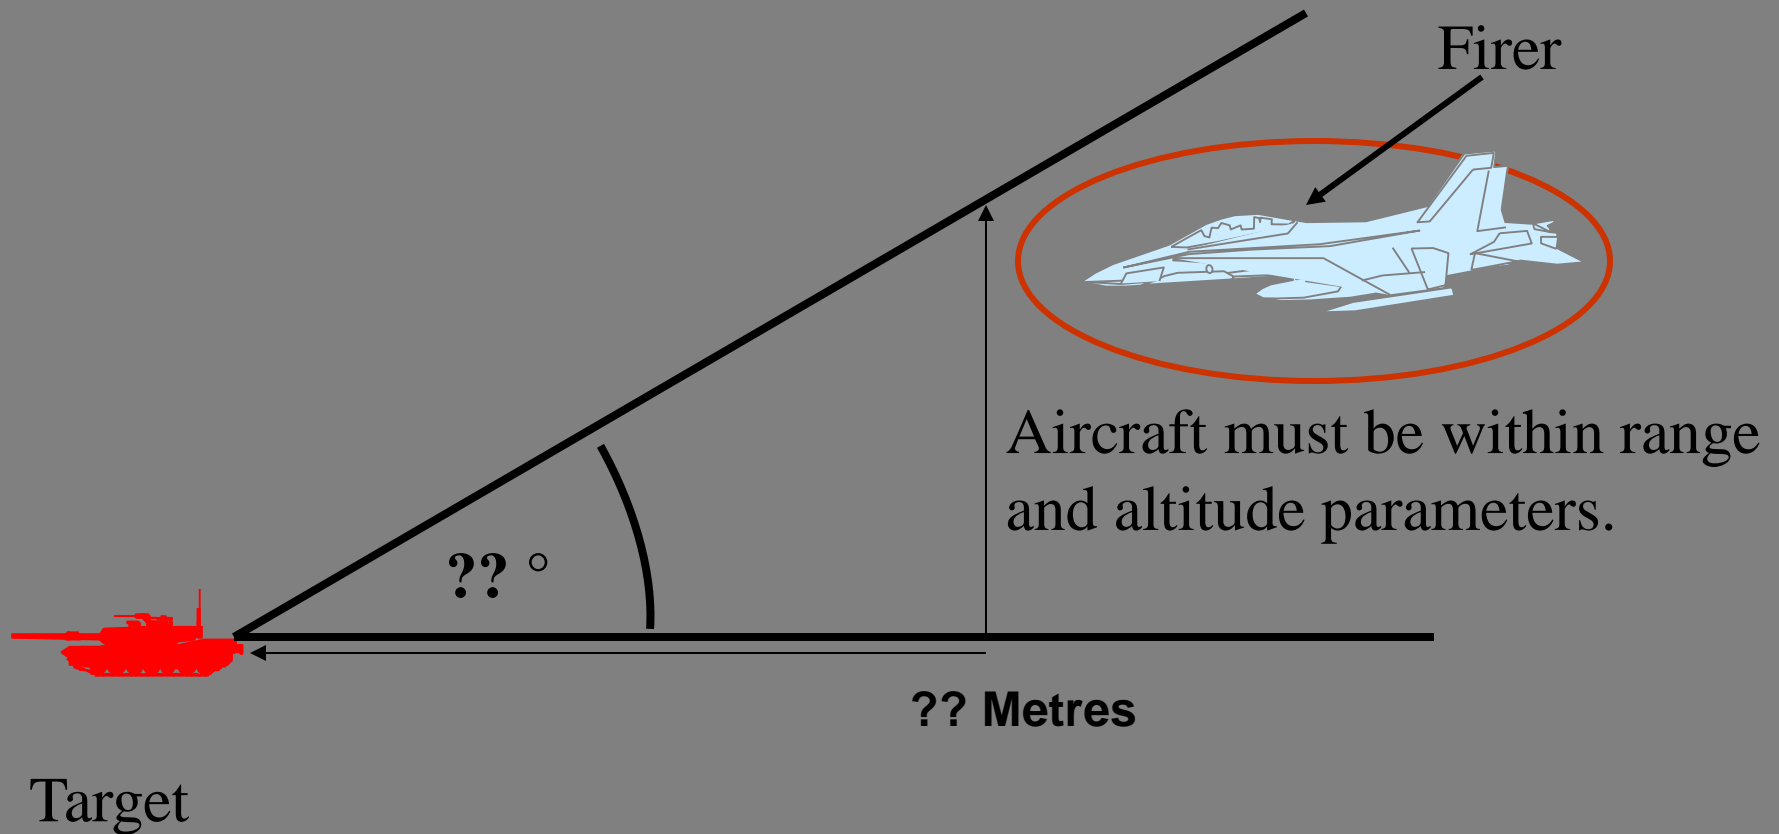 Firer
Aircraft must be within range
and altitude parameters.
?? °
?? Metres
Target